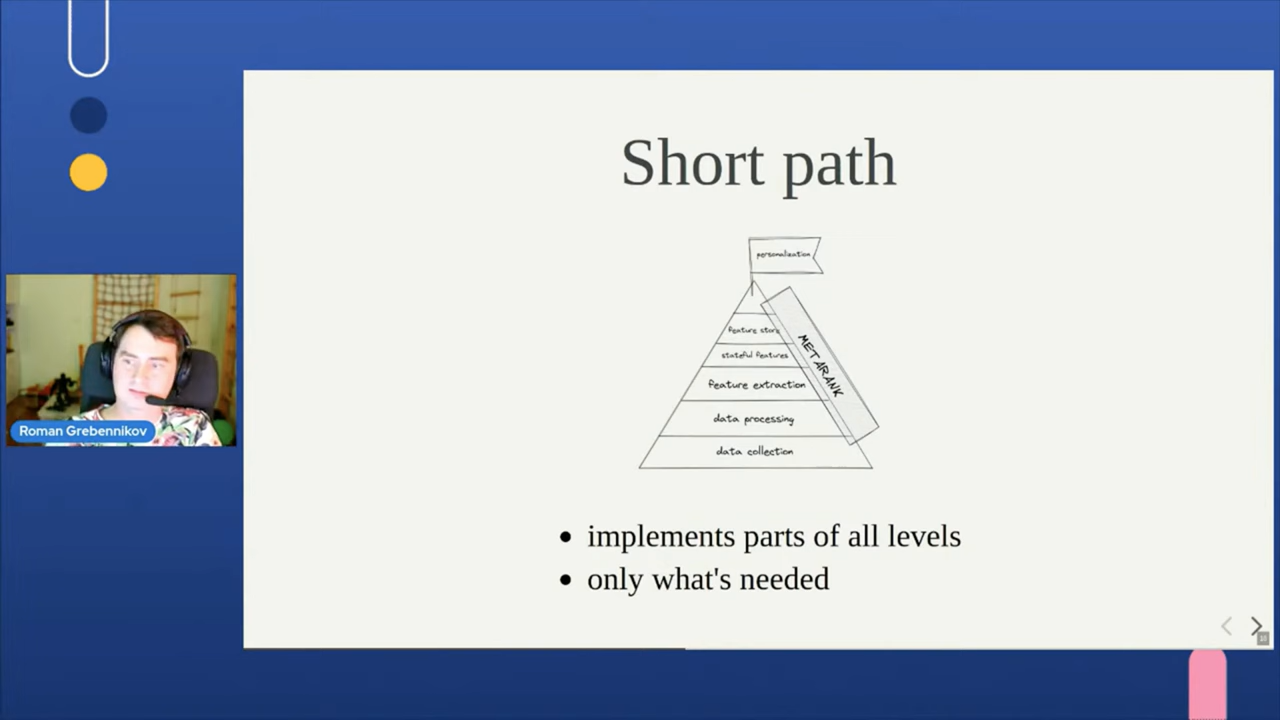 Short path
personalization
feature store
stateful features
METARANK
feature extraction
data processing
data collection
Roman Grebennikov
• implements parts of all levels
• only what's needed
10